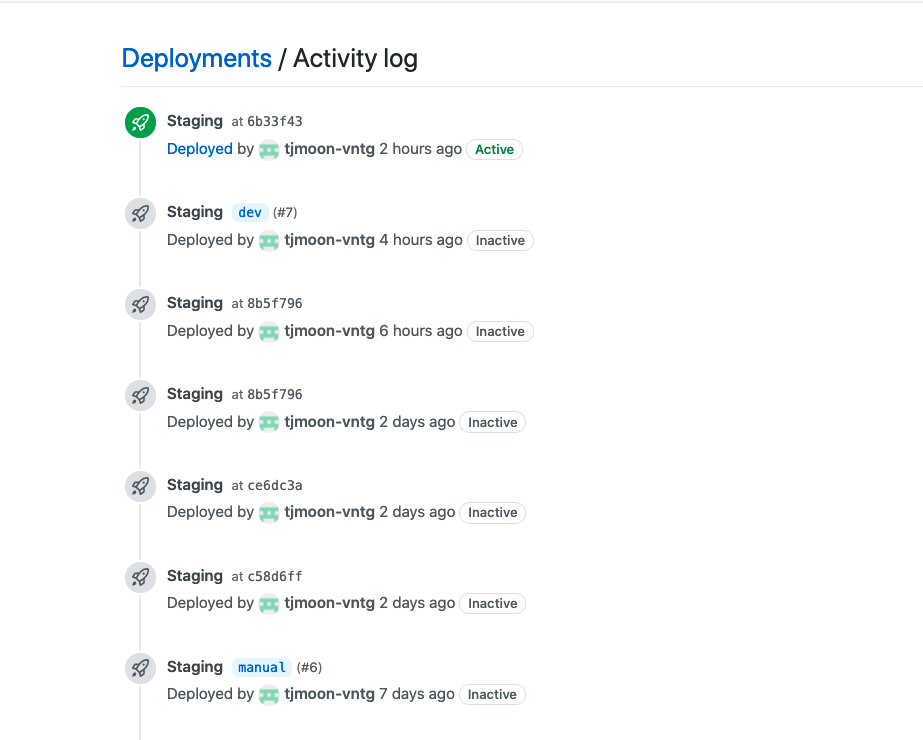 Deployments / Activity log
Staging at 6b33f43
Deployed by tjmoon-vntg 2 hours ago Active
Staging dev (#7)
Deployed by tjmoon-vntg 4 hours ago Inactive
Staging at 8b5f796
Deployed by tjmoon-vntg 6 hours ago Inactive
Staging at 8b5f796
Deployed by tjmoon-vntg 2 days ago Inactive
Staging at ce6dc3a
Deployed by tjmoon-vntg 2 days ago Inactive
Staging at c58d6ff
Deployed by tjmoon-vntg 2 days ago Inactive
Staging manual (#6)
Deployed by tjmoon-vntg 7 days ago Inactive